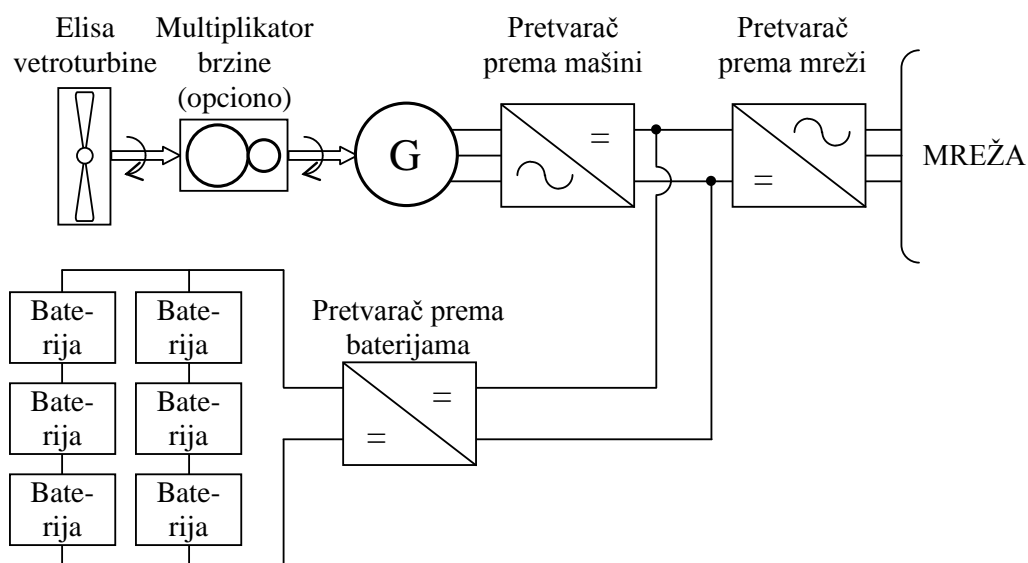 Elisa
vetroturbine
Multiplikator
brzine
(opciono)
Pretvarač
prema mašini
Pretvarač
prema mreži
G
=
=
MREŽA
Bate-
rija
Bate-
rija
Pretvarač prema
baterijama
=
=
Bate-
rija
Bate-
rija
Bate-
rija
Bate-
rija